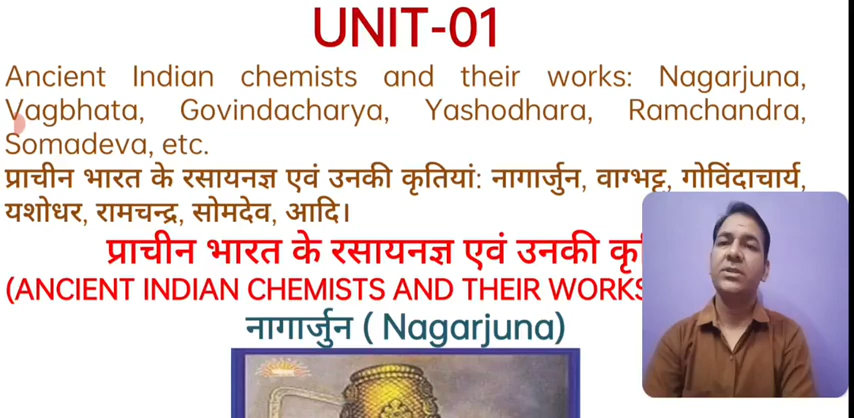 UNIT-01
Ancient Indian chemists and their works: Nagarjuna,
Vagbhata, Govindacharya, Yashodhara, Ramchandra,
Somadeva, etc.
प्राचीन भारत के रसायनज्ञ एवं उनकी कृतियां: नागार्जुन, वाग्भट्ट, गोविंदाचार्य,
यशोधर, रामचन्द्र, सोमदेव, आदि।
प्राचीन भारत के रसायनज्ञ एवं उनकी कृ
(ANCIENT INDIAN CHEMISTS AND THEIR WORKS
नागार्जुन ( Nagarjuna)